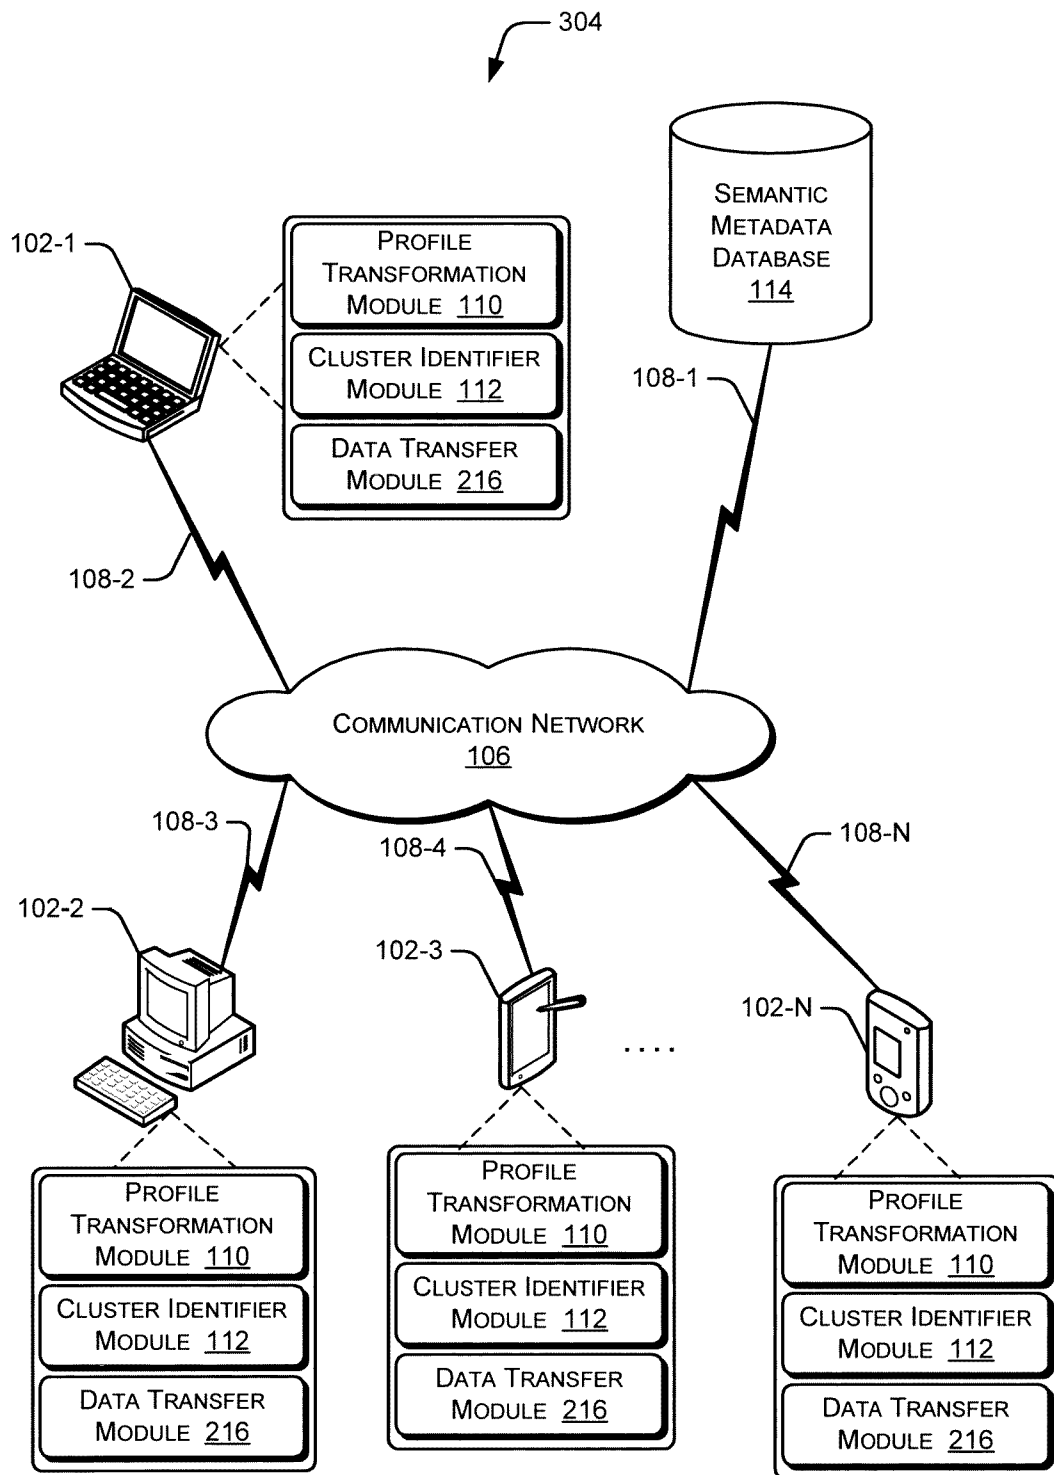 304
SEMANTIC
METADATA
DATABASE
114
102-1
PROFILE
TRANSFORMATION
MODULE 110
CLUSTER IDENTIFIER
MODULE 112
DATA TRANSFER
MODULE 216
108-1
108-2
COMMUNICATION NETWORK
106
108-3
108-4
108-N
102-2
102-3
102-N
....
PROFILE
TRANSFORMATION
MODULE 110
CLUSTER IDENTIFIER
MODULE 112
DATA TRANSFER
MODULE 216
PROFILE
TRANSFORMATION
MODULE 110
CLUSTER IDENTIFIER
MODULE 112
DATA TRANSFER
MODULE 216
PROFILE
TRANSFORMATION
MODULE 110
CLUSTER IDENTIFIER
MODULE 112
DATA TRANSFER
MODULE 216